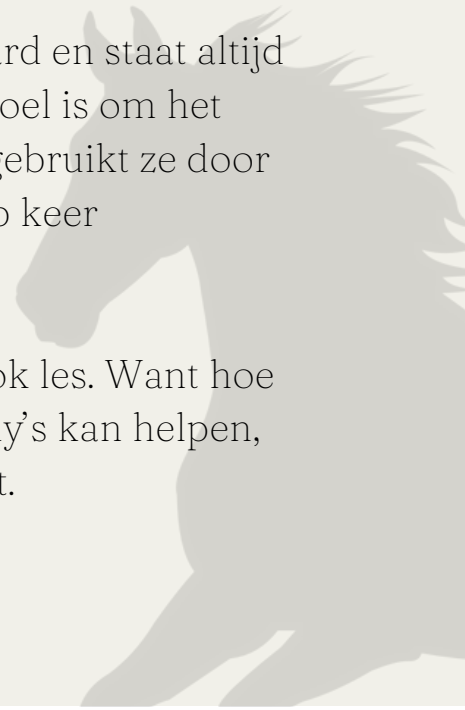 rd en staat altijd
oel is om het
gebruikt ze door
keer
ok les. Want hoe
y's kan helpen,
t.